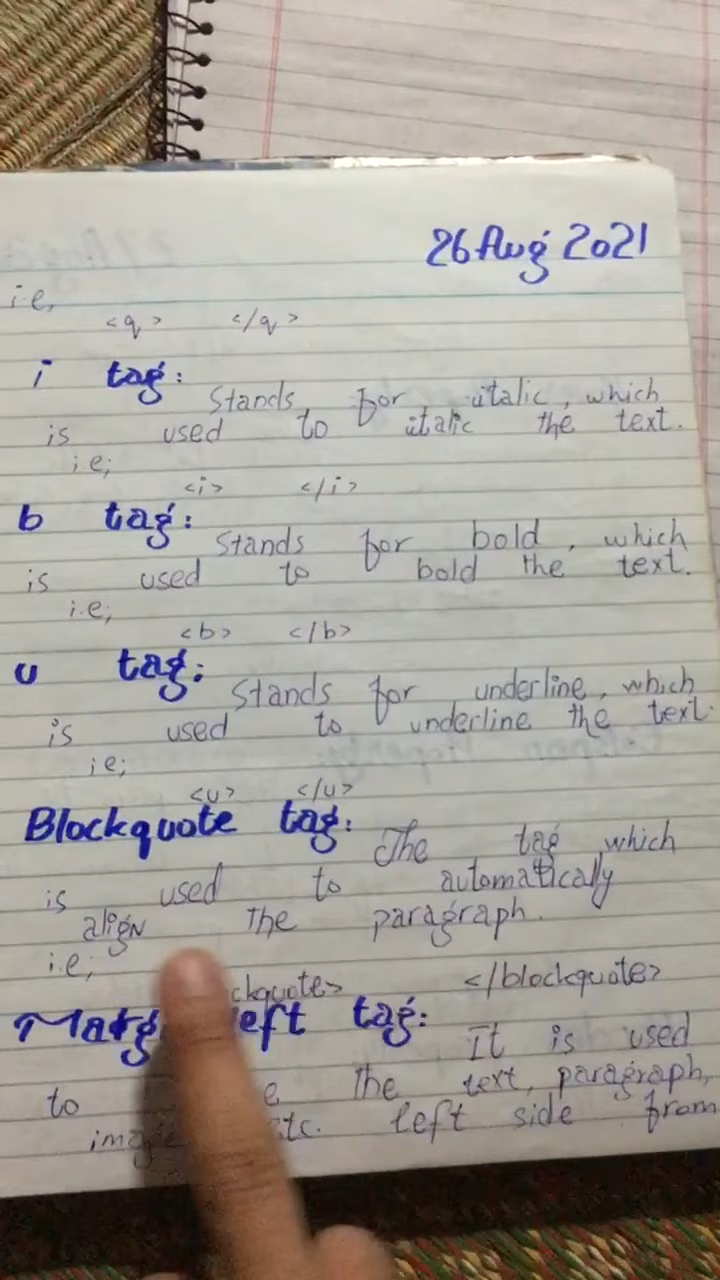 26 Aug 2021
i.e,
<q> </q>
i tag:
Stands for italic, which
is used to italic the text.
i.e;
<i> </i>
b tag:
Stands for bold, which
is used to bold the text.
i.e;
<b> </b>
u tag:
Stands for underline, which
is used to underline the text.
i.e;
<u> </u>
Blockquote tag:
The tag which
is used to automatically
align the paragraph.
i.e,
ckquote> </blockquote>
left tag:
It is used
to the text, paragraph,
image etc. left side from